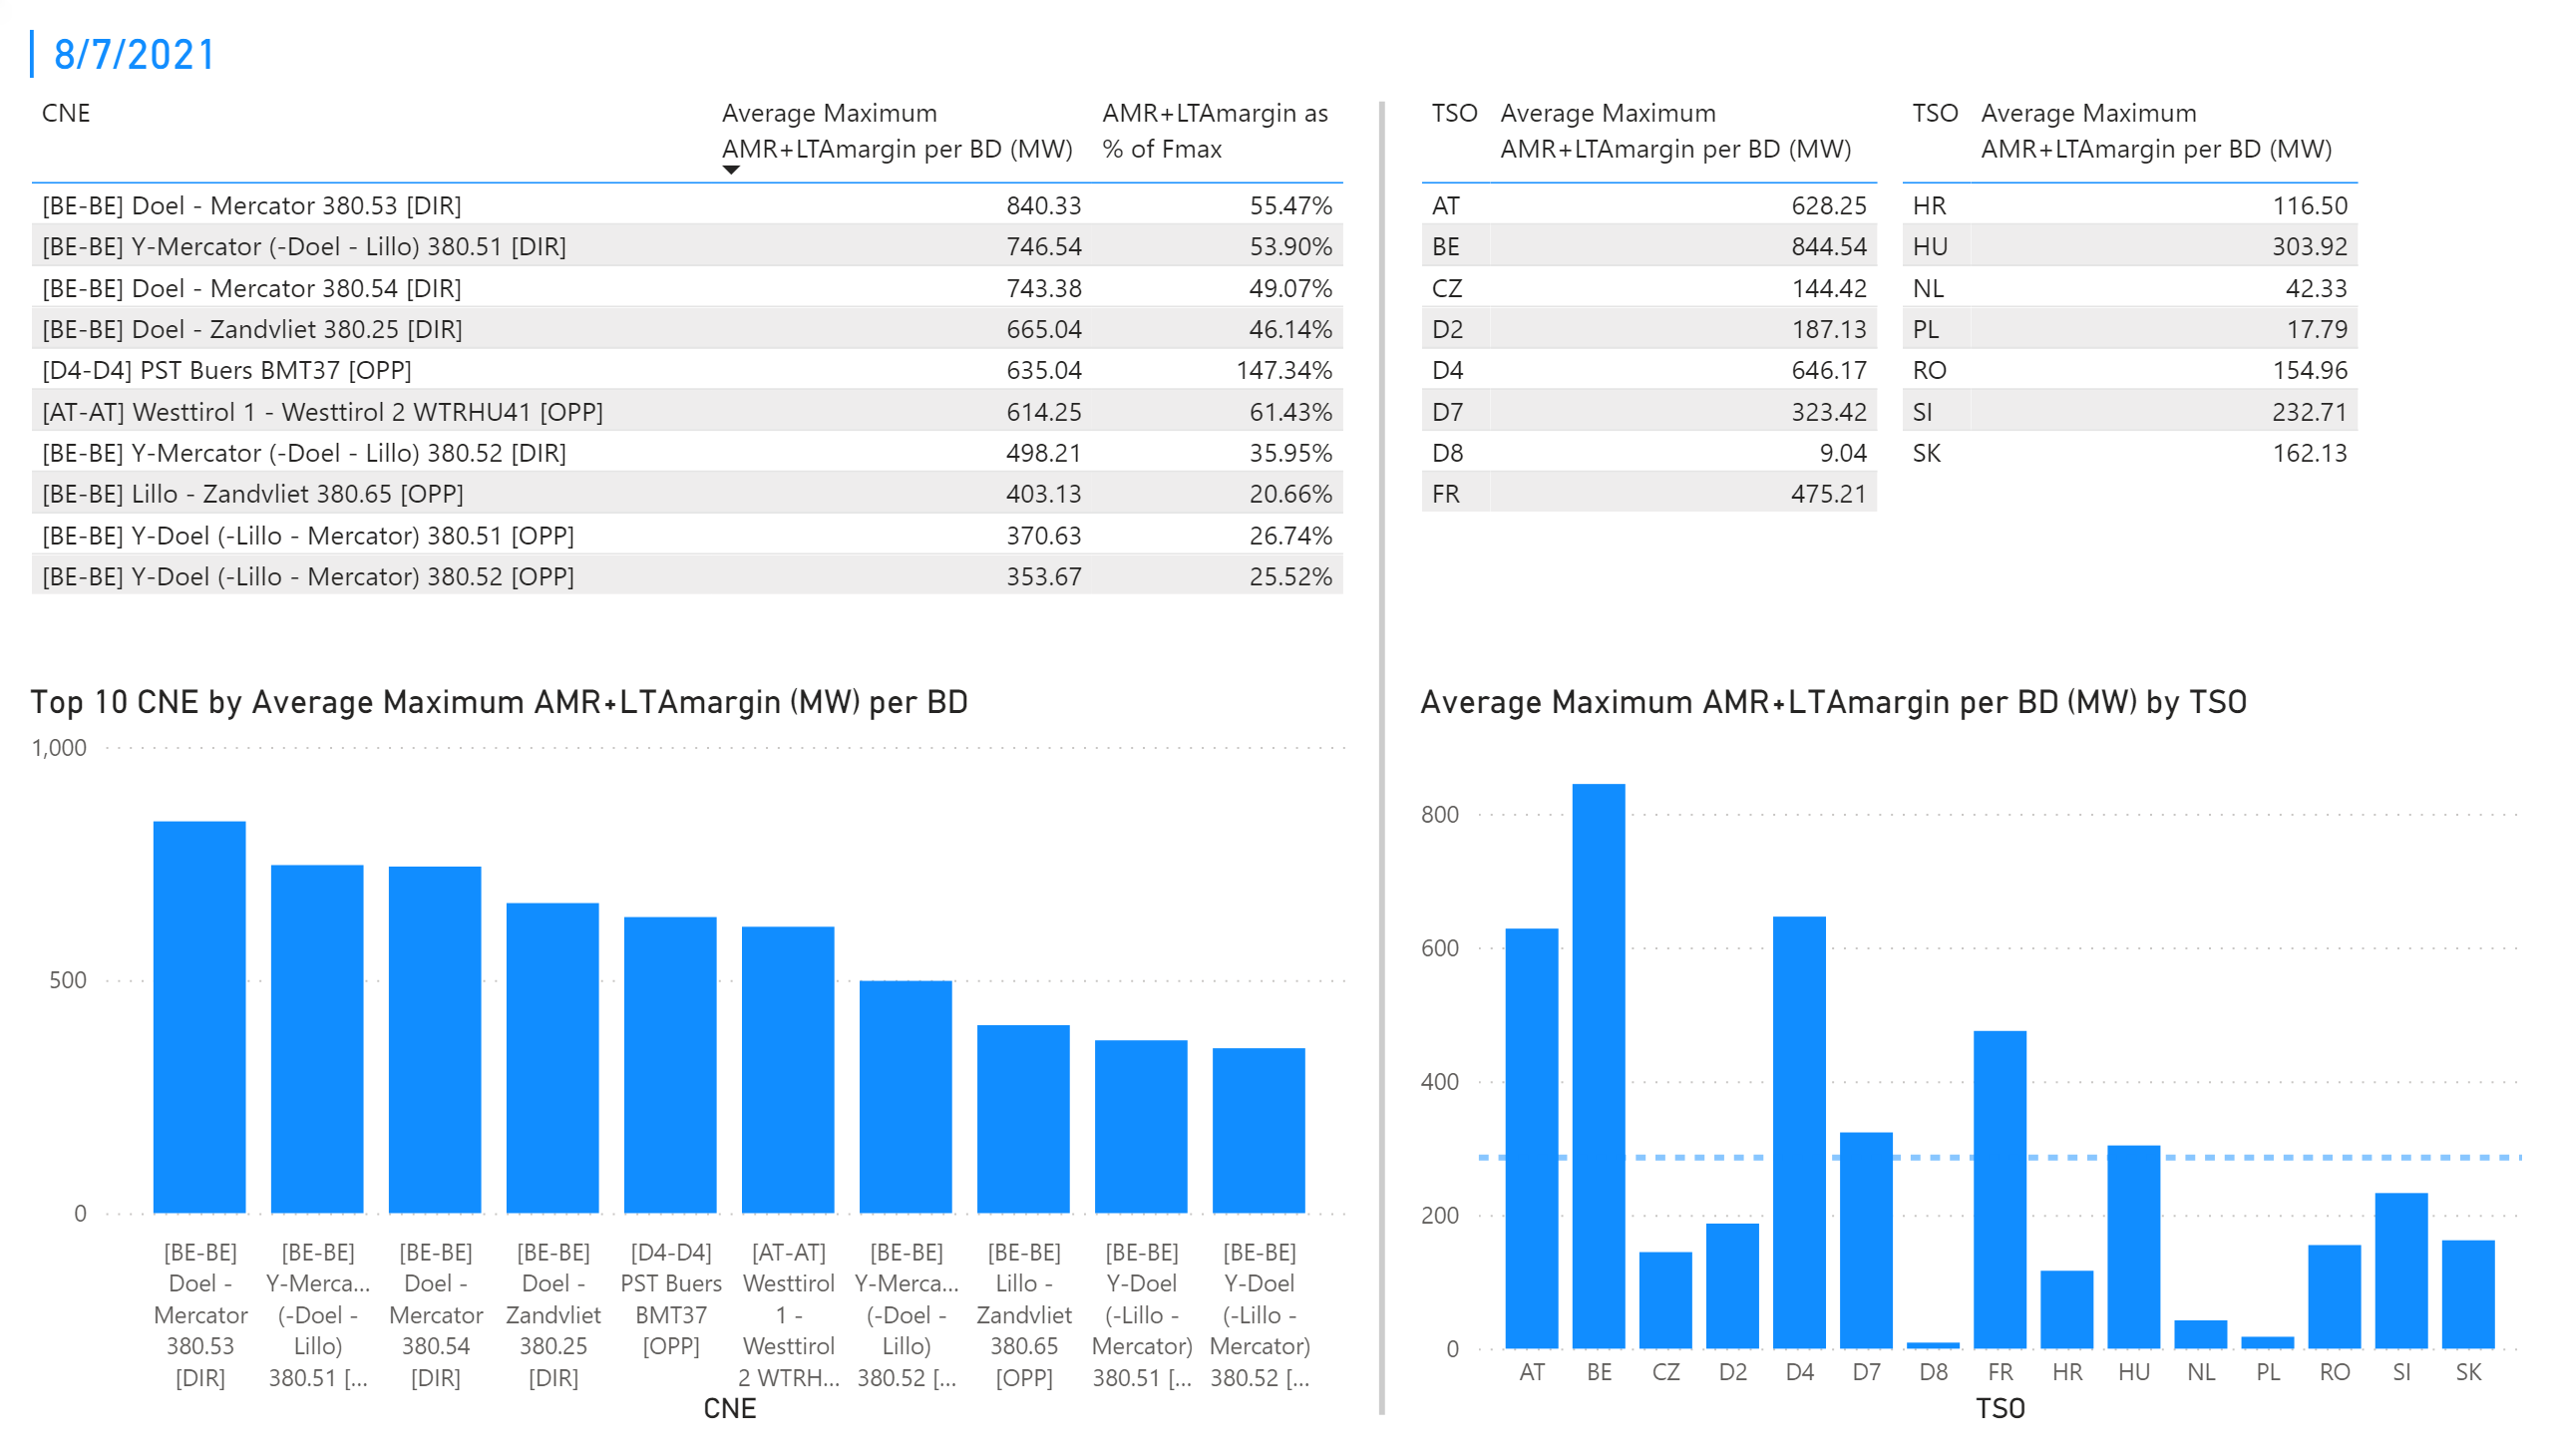 8/7/2021
CNE
Average Maximum
AMR+LTAmargin per BD (MW)
AMR+LTAmargin as
% of Fmax
[BE-BE] Doel - Mercator 380.53 [DIR] 840.33 55.47%
[BE-BE] Y-Mercator (-Doel - Lillo) 380.51 [DIR] 746.54 53.90%
[BE-BE] Doel - Mercator 380.54 [DIR] 743.38 49.07%
[BE-BE] Doel - Zandvliet 380.25 [DIR] 665.04 46.14%
[D4-D4] PST Buers BMT37 [OPP] 635.04 147.34%
[AT-AT] Westtirol 1 - Westtirol 2 WTRHU41 [OPP] 614.25 61.43%
[BE-BE] Y-Mercator (-Doel - Lillo) 380.52 [DIR] 498.21 35.95%
[BE-BE] Lillo - Zandvliet 380.65 [OPP] 403.13 20.66%
[BE-BE] Y-Doel (-Lillo - Mercator) 380.51 [OPP] 370.63 26.74%
[BE-BE] Y-Doel (-Lillo - Mercator) 380.52 [OPP] 353.67 25.52%
TSO
Average Maximum
AMR+LTAmargin per BD (MW)
AT 628.25
BE 844.54
CZ 144.42
D2 187.13
D4 646.17
D7 323.42
D8 9.04
FR 475.21
TSO
Average Maximum
AMR+LTAmargin per BD (MW)
HR 116.50
HU 303.92
NL 42.33
PL 17.79
RO 154.96
SI 232.71
SK 162.13
Top 10 CNE by Average Maximum AMR+LTAmargin (MW) per BD
1,000
500
0
[BE-BE]
Doel -
Mercator
380.53
[DIR]
[BE-BE]
Y-Merca...
(-Doel -
Lillo)
380.51 [...
[BE-BE]
Doel -
Mercator
380.54
[DIR]
[BE-BE]
Doel -
Zandvliet
380.25
[DIR]
[D4-D4]
PST Buers
BMT37
[OPP]
[AT-AT]
Westtirol
1 -
Westtirol
2 WTRH...
[BE-BE]
Y-Merca...
(-Doel -
Lillo)
380.52 [...
[BE-BE]
Lillo -
Zandvliet
380.65
[OPP]
[BE-BE]
Y-Doel
(-Lillo -
Mercator)
380.51 [...
[BE-BE]
Y-Doel
(-Lillo -
Mercator)
380.52 [...
CNE
Average Maximum AMR+LTAmargin per BD (MW) by TSO
800
600
400
200
0
AT BE CZ D2 D4 D7 D8 FR HR HU NL PL RO SI SK
TSO